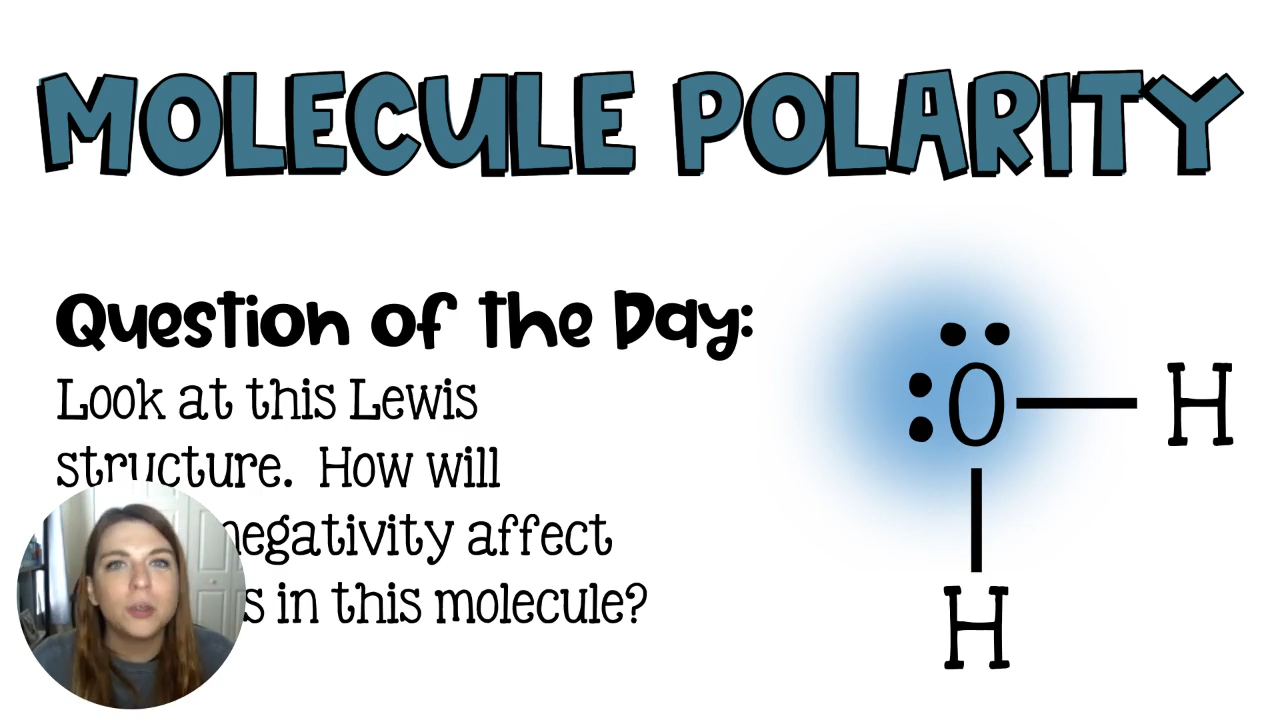 MOLECULE POLARITY
Question of the Day:
Look at this Lewis
structure. How will
negativity affect
s in this molecule?
O H
H